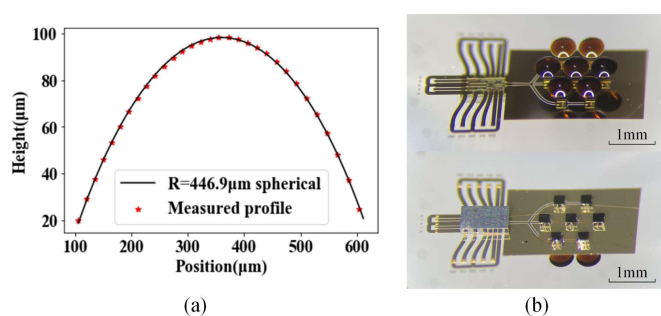 (a)
100
80
60
40
20
Height(μm)
R=446.9μm spherical
Measured profile
100 200 300 400 500 600
Position(μm)
(b)
1mm
1mm
(a)
(b)